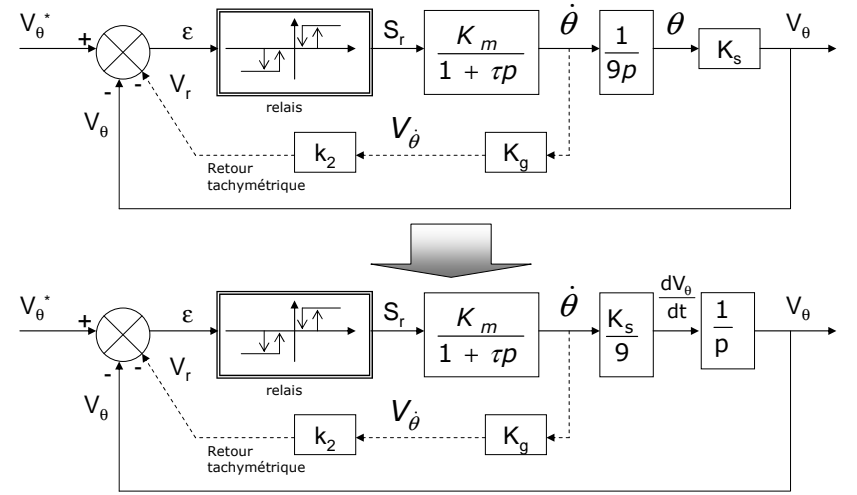 V_θ* + ε S_r K_m θ̇ 1 θ K_s V_θ
1 + τp 9p
- - V_r relais
V_θ V_θ̇
k_2 K_g
Retour
tachymétrique
V_θ* + ε S_r K_m θ̇ K_s dV_θ 1 V_θ
1 + τp 9 dt p
- - V_r relais
V_θ V_θ̇
k_2 K_g
Retour
tachymétrique